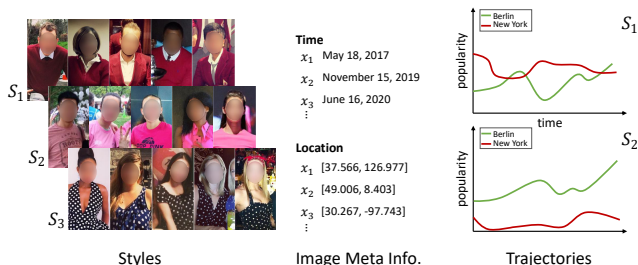 S1
S2
S3
Styles
Time
x1 May 18, 2017
x2 November 15, 2019
x3 June 16, 2020
⋮
Location
x1 [37.566, 126.977]
x2 [49.006, 8.403]
x3 [30.267, -97.743]
⋮
Image Meta Info.
Berlin
New York
S1
popularity
time
Berlin
New York
S2
popularity
Trajectories